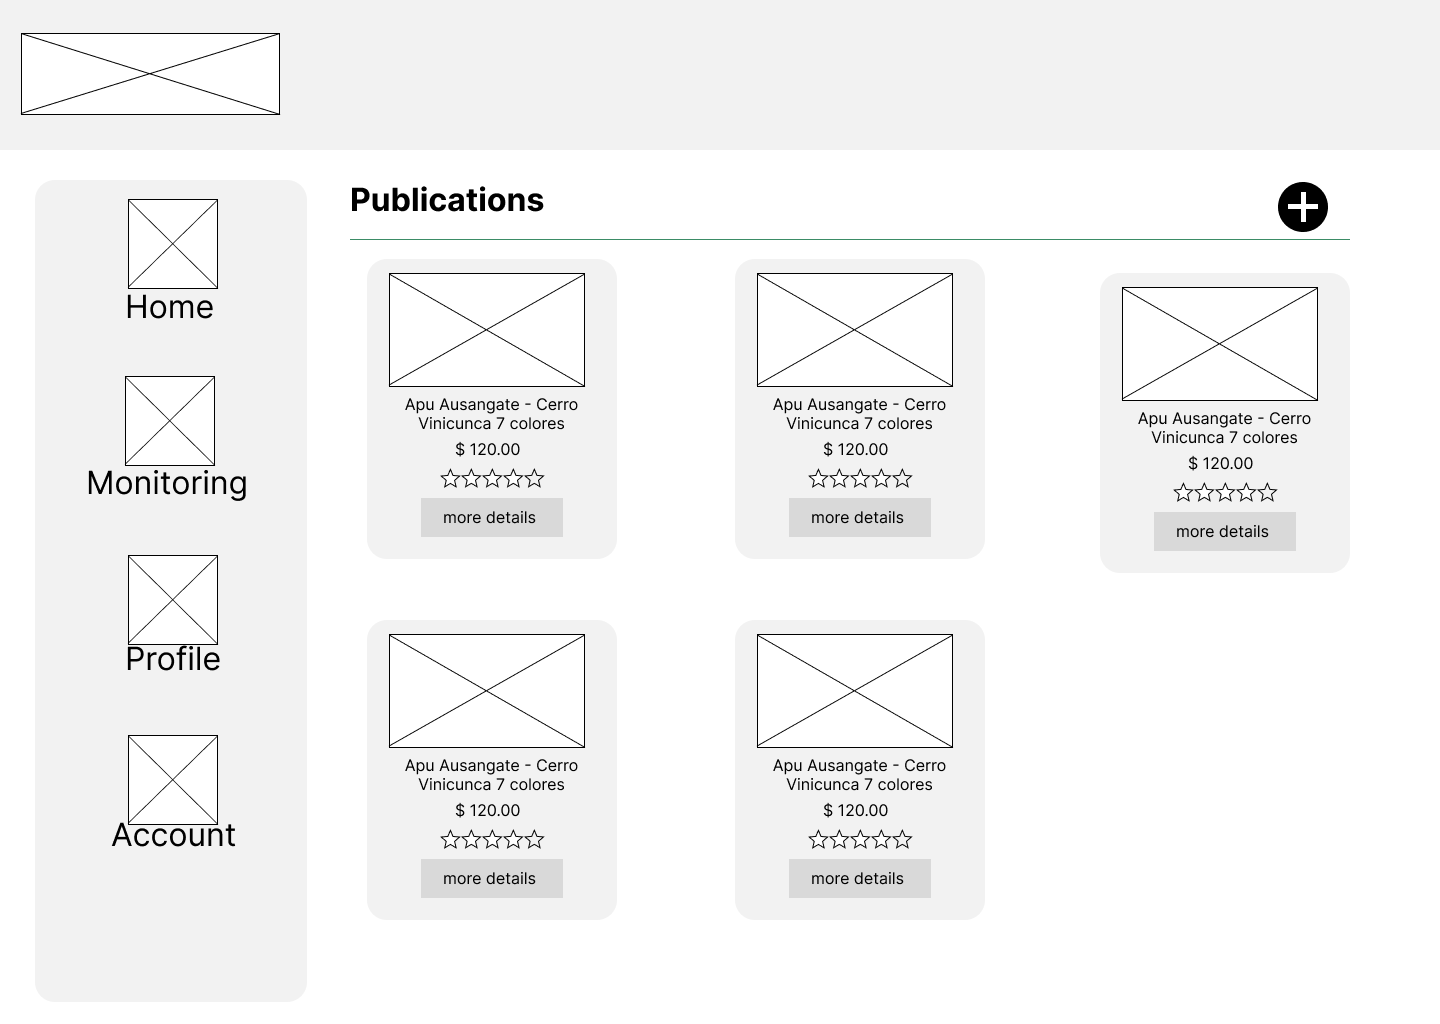 Publications
Home
Monitoring
Profile
Account
Apu Ausangate - Cerro
Vinicunca 7 colores
$ 120.00
more details
Apu Ausangate - Cerro
Vinicunca 7 colores
$ 120.00
more details
Apu Ausangate - Cerro
Vinicunca 7 colores
$ 120.00
more details
Apu Ausangate - Cerro
Vinicunca 7 colores
$ 120.00
more details
Apu Ausangate - Cerro
Vinicunca 7 colores
$ 120.00
more details